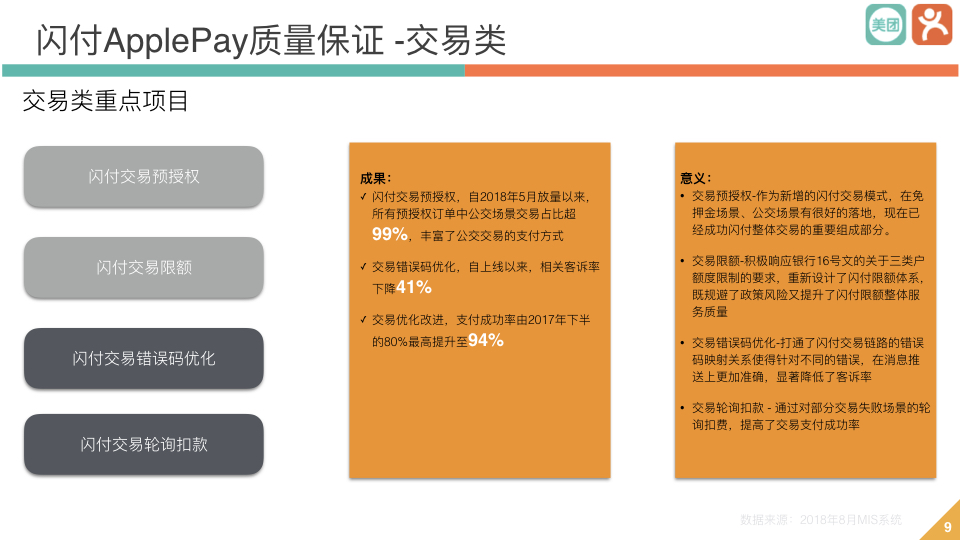 闪付ApplePay质量保证 -交易类
美团
交易类重点项目
闪付交易预授权
闪付交易限额
闪付交易错误码优化
闪付交易轮询扣款
成果：
✓ 闪付交易预授权，自2018年5月放量以来，
所有预授权订单中公交场景交易占比超
99%，丰富了公交交易的支付方式
✓ 交易错误码优化，自上线以来，相关客诉率
下降41%
✓ 交易优化改进，支付成功率由2017年下半
的80%最高提升至94%
意义：
• 交易预授权-作为新增的闪付交易模式，在免
押金场景、公交场景有很好的落地，现在已
经成功闪付整体交易的重要组成部分。
• 交易限额-积极响应银行16号文的关于三类户
额度限制的要求，重新设计了闪付限额体系，
既规避了政策风险又提升了闪付限额整体服
务质量
• 交易错误码优化-打通了闪付交易链路的错误
码映射关系使得针对不同的错误，在消息推
送上更加准确，显著降低了客诉率
• 交易轮询扣款 - 通过对部分交易失败场景的轮
询扣费，提高了交易支付成功率
数据来源：2018年8月MIS系统
9